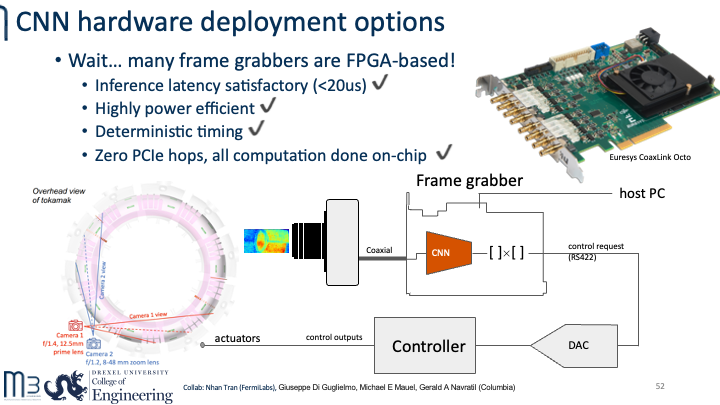 CNN hardware deployment options
• Wait… many frame grabbers are FPGA-based!
• Inference latency satisfactory (<20us) ✔
• Highly power efficient ✔
• Deterministic timing ✔
• Zero PCIe hops, all computation done on-chip ✔
Euresys CoaxLink Octo
Overhead view
of tokamak
Camera 2 view
Camera 1 view
Camera 1
f/1.4, 12.5mm
prime lens
Camera 2
f/1.2, 8-48 mm zoom lens
Frame grabber
host PC
Coaxial
CNN
[ ]×[ ]
control request
(RS422)
actuators
control outputs
Controller
DAC
M3
DREXEL UNIVERSITY
College of
Engineering
Collab: Nhan Tran (FermiLabs), Giuseppe Di Guglielmo, Michael E Mauel, Gerald A Navratil (Columbia)
52